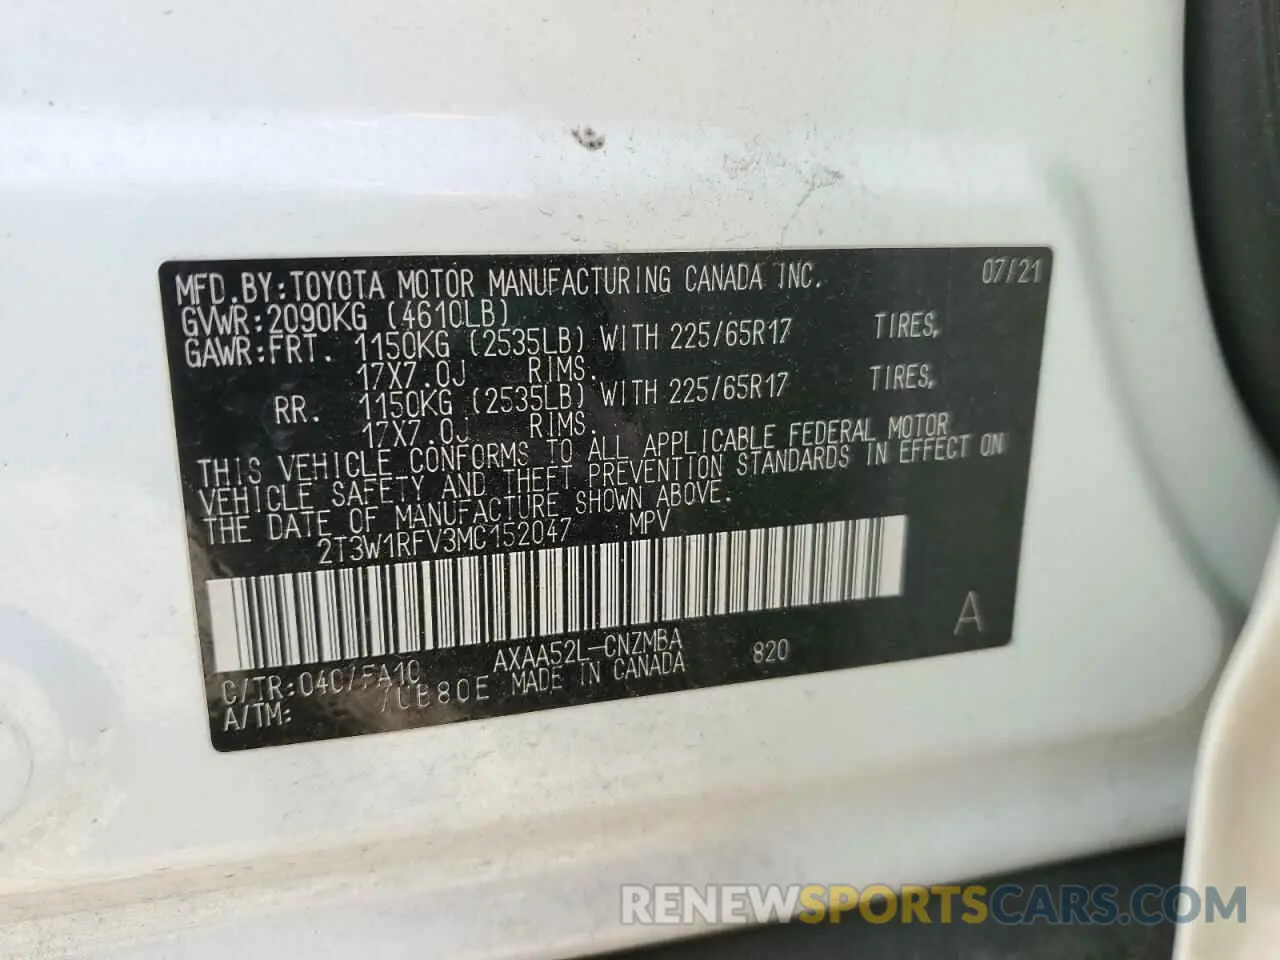 MFD.BY:TOYOTA MOTOR MANUFACTURING CANADA INC. 07/21
GVWR:2090KG (4610LB)
GAWR:FRT. 1150KG (2535LB) WITH 225/65R17 TIRES,
17X7.0J RIMS.
RR. 1150KG (2535LB) WITH 225/65R17 TIRES,
17X7.0J RIMS.
THIS VEHICLE CONFORMS TO ALL APPLICABLE FEDERAL MOTOR
VEHICLE SAFETY AND THEFT PREVENTION STANDARDS IN EFFECT ON
THE DATE OF MANUFACTURE SHOWN ABOVE.
2T3W1RFV3MC152047 MPV
A
AXAA52L-CNZMBA 820
C/TR:040/FA10 MADE IN CANADA
A/TM: /UB80E
RENEWSPORTSCARS.COM